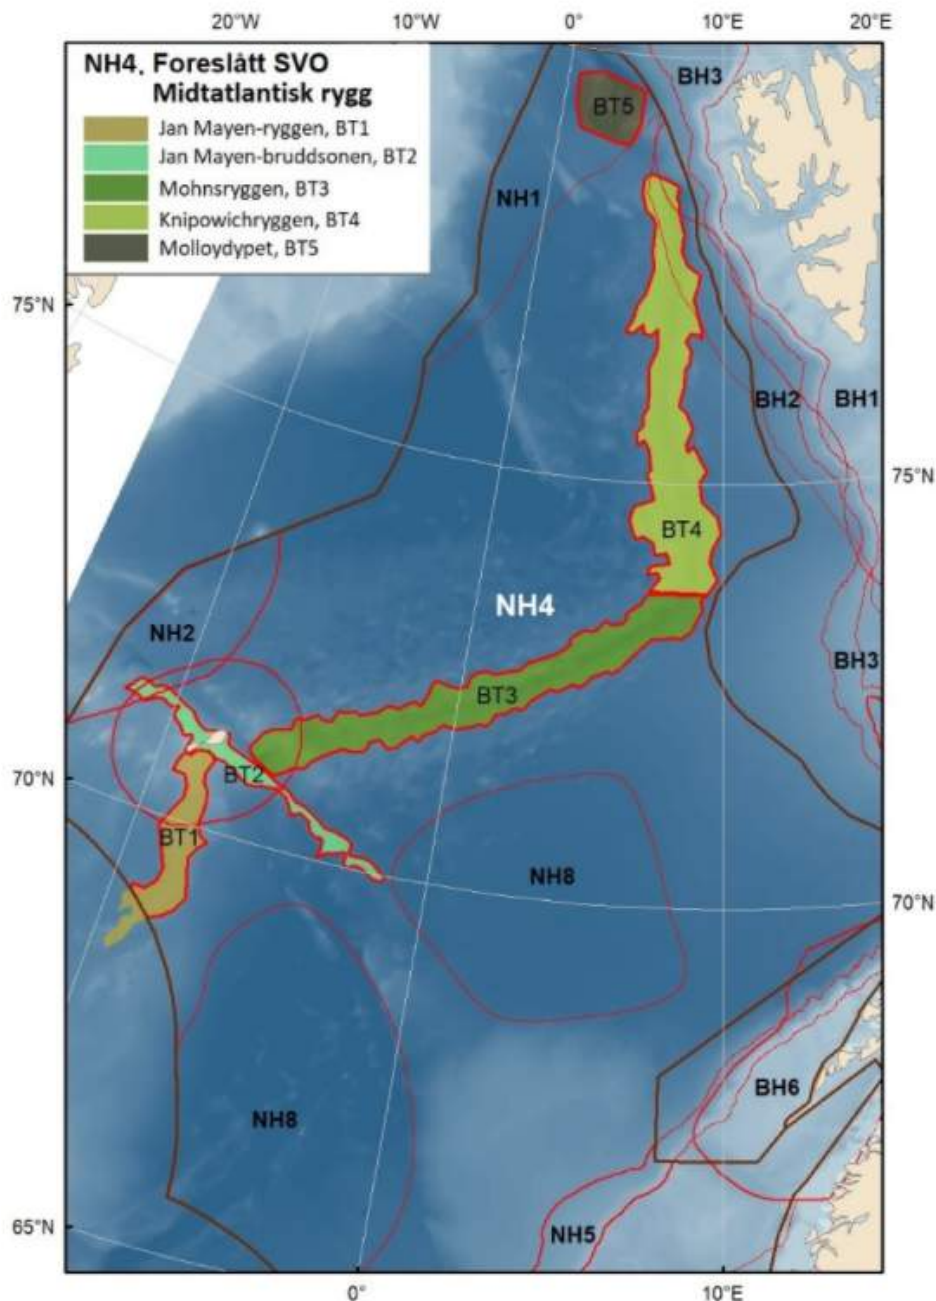 20°W 10°W 0° 10°E 20°E
NH4. Foreslått SVO
Midtatlantisk rygg
Jan Mayen-ryggen, BT1
Jan Mayen-bruddsonen, BT2
Mohnsryggen, BT3
Knipowichryggen, BT4
Molloydypet, BT5
BH3
BT5
NH1
75°N
BH2
BH1
75°N
BT4
NH4
NH2
BH3
BT3
70°N
BT2
BT1
NH8
70°N
BH6
NH8
65°N
NH5
0° 10°E